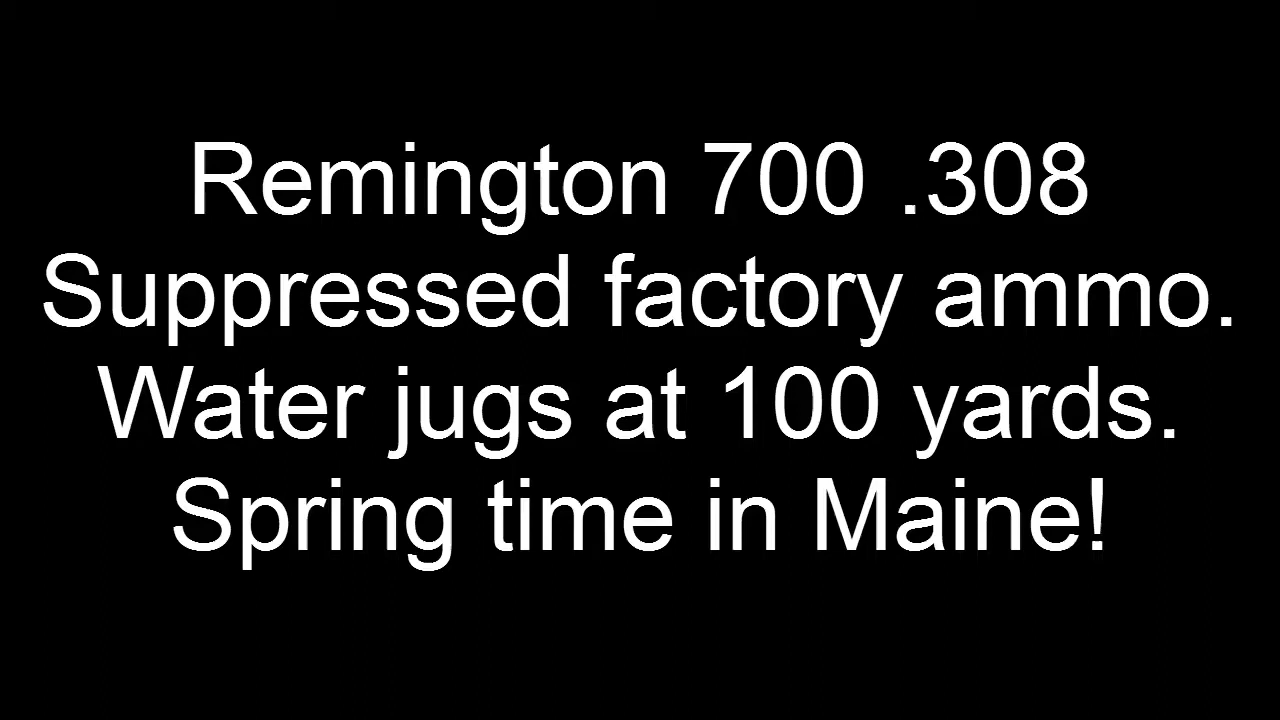 Remington 700 .308
Suppressed factory ammo.
Water jugs at 100 yards.
Spring time in Maine!